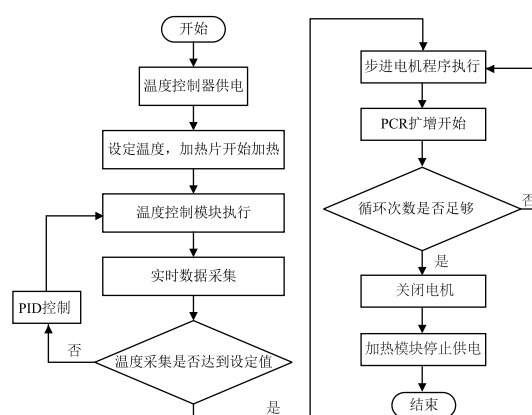 开始
温度控制器供电
设定温度，加热片开始加热
温度控制模块执行
实时数据采集
PID控制
否
温度采集是否达到设定值
是
步进电机程序执行
PCR扩增开始
循环次数是否足够
否
是
关闭电机
加热模块停止供电
结束